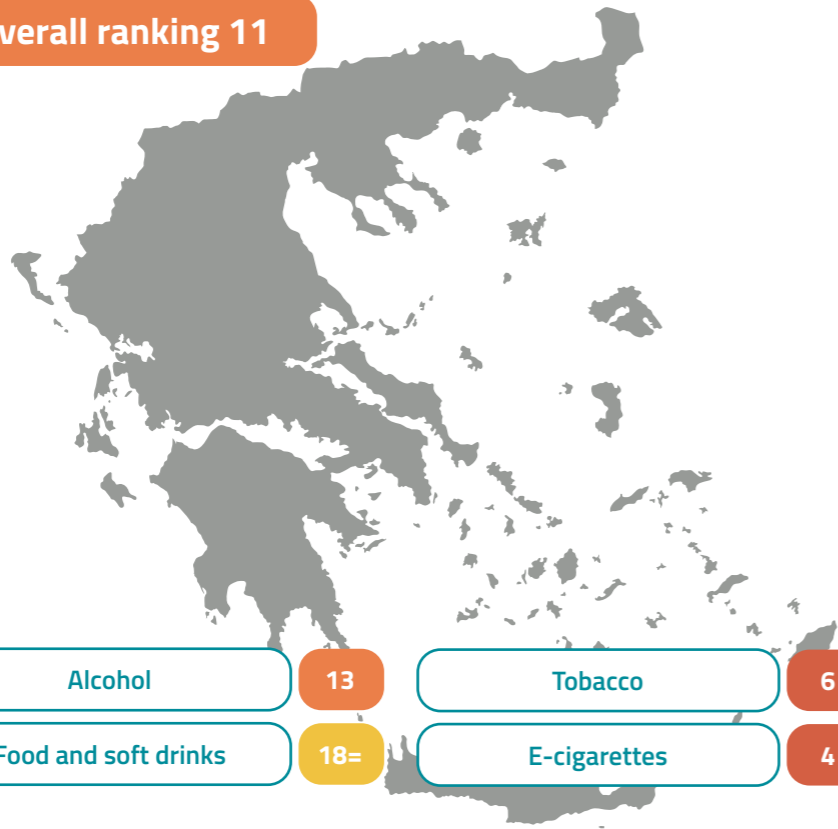 verall ranking 11
Alcohol 13 Tobacco 6
Food and soft drinks 18= E-cigarettes 4